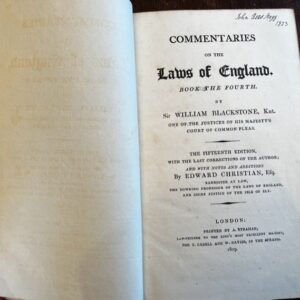 1853
COMMENTARIES
ON THE
Laws of England.
BOOK THE FOURTH.
BY
Sir WILLIAM BLACKSTONE, Knt.
ONE OF THE JUSTICES OF HIS MAJESTY'S
COURT OF COMMON PLEAS.
THE FIFTEENTH EDITION,
WITH THE LAST CORRECTIONS OF THE AUTHOR;
AND WITH NOTES AND ADDITIONS
By EDWARD CHRISTIAN, Esq.
BARRISTER AT LAW,
THE DOWNING PROFESSOR OF THE LAWS OF ENGLAND,
AND CHIEF JUSTICE OF THE ISLE OF ELY.
LONDON:
PRINTED BY A. STRAHAN,
LAW-PRINTER TO THE KING'S MOST EXCELLENT MAJESTY;
FOR T. CADELL AND W. DAVIES, IN THE STRAND.
1809.